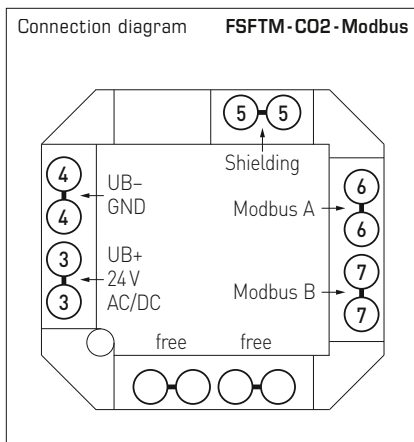 Connection diagram FSFTM-CO2-Modbus
5 5
Shielding
4
4
UB–
GND
3
3
UB+
24 V
AC/DC
6
6
Modbus A
7
7
Modbus B
free free